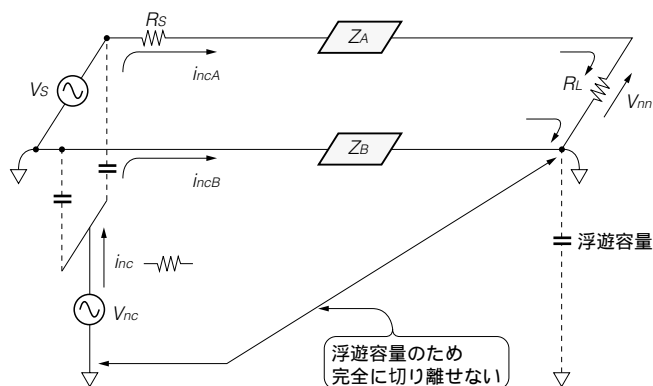 RS
ZA
incA
VS
RL
Vnn
ZB
incB
浮遊容量
inc
Vnc
浮遊容量のため
完全に切り離せない